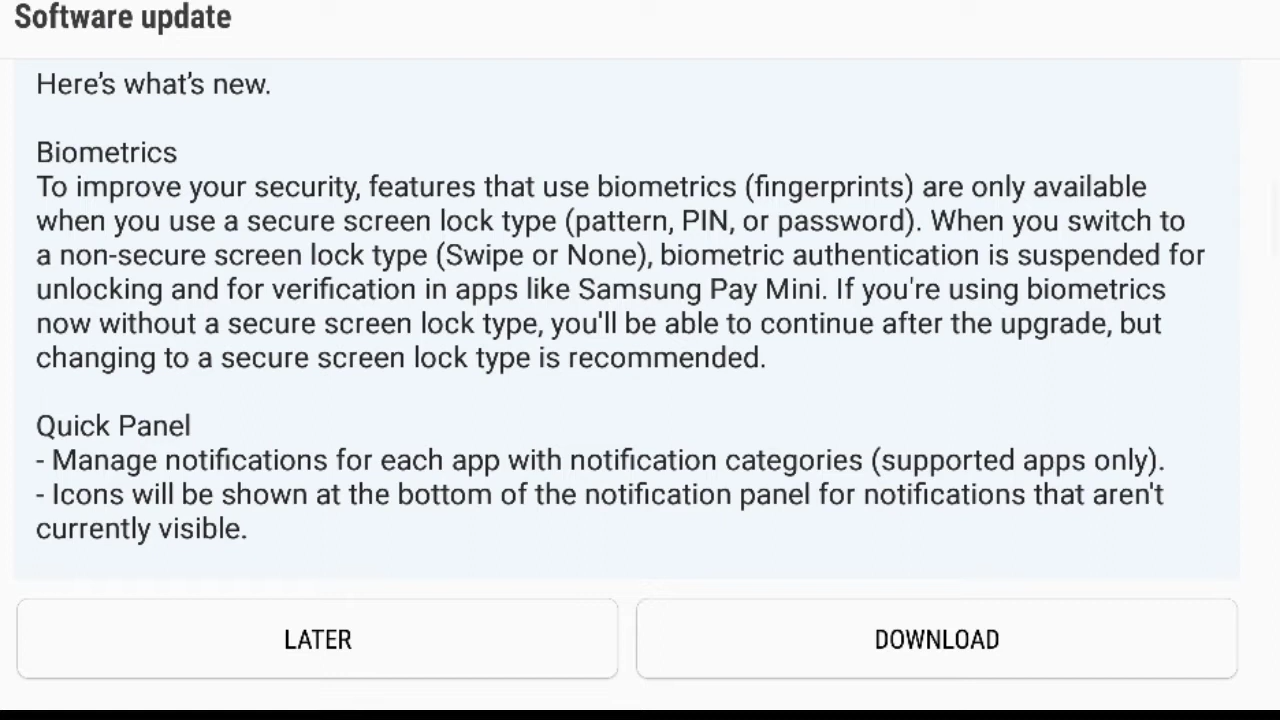 Software update
Here's what's new.
Biometrics
To improve your security, features that use biometrics (fingerprints) are only available
when you use a secure screen lock type (pattern, PIN, or password). When you switch to
a non-secure screen lock type (Swipe or None), biometric authentication is suspended for
unlocking and for verification in apps like Samsung Pay Mini. If you're using biometrics
now without a secure screen lock type, you'll be able to continue after the upgrade, but
changing to a secure screen lock type is recommended.
Quick Panel
- Manage notifications for each app with notification categories (supported apps only).
- Icons will be shown at the bottom of the notification panel for notifications that aren't
currently visible.
LATER
DOWNLOAD